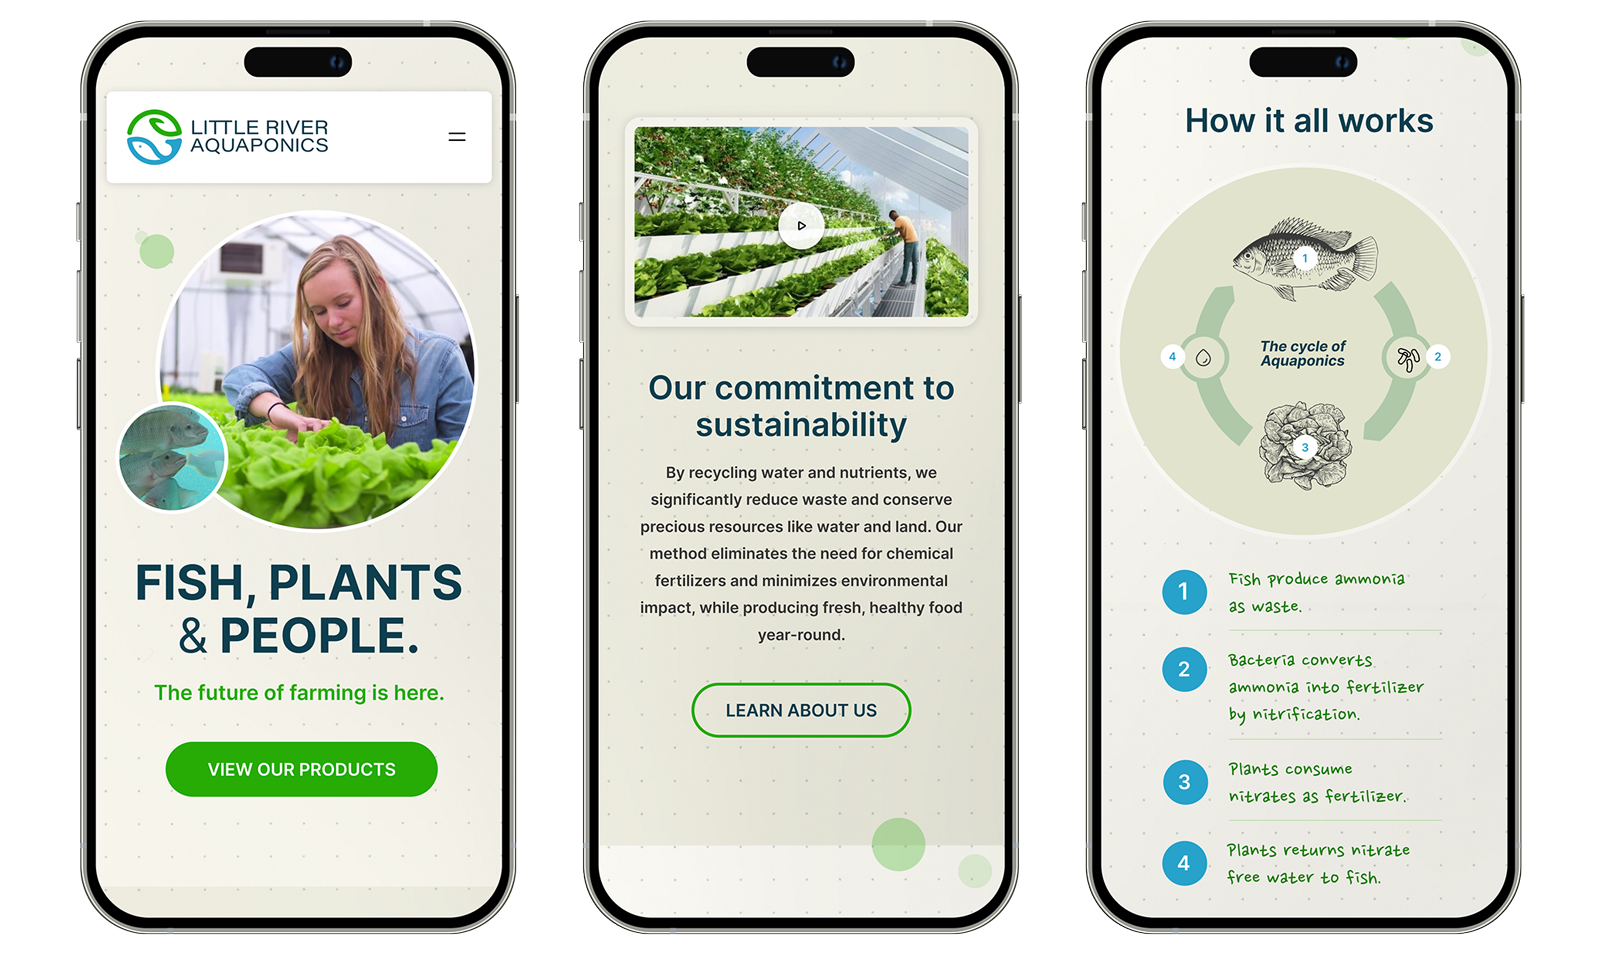 LITTLE RIVER
AQUAPONICS
FISH, PLANTS
& PEOPLE.
The future of farming is here.
VIEW OUR PRODUCTS
Our commitment to
sustainability
By recycling water and nutrients, we
significantly reduce waste and conserve
precious resources like water and land. Our
method eliminates the need for chemical
fertilizers and minimizes environmental
impact, while producing fresh, healthy food
year-round.
LEARN ABOUT US
How it all works
1
The cycle of
Aquaponics
4
2
3
1 Fish produce ammonia
as waste.
2 Bacteria converts
ammonia into fertilizer
by nitrification.
3 Plants consume
nitrates as fertilizer.
4 Plants returns nitrate
free water to fish.